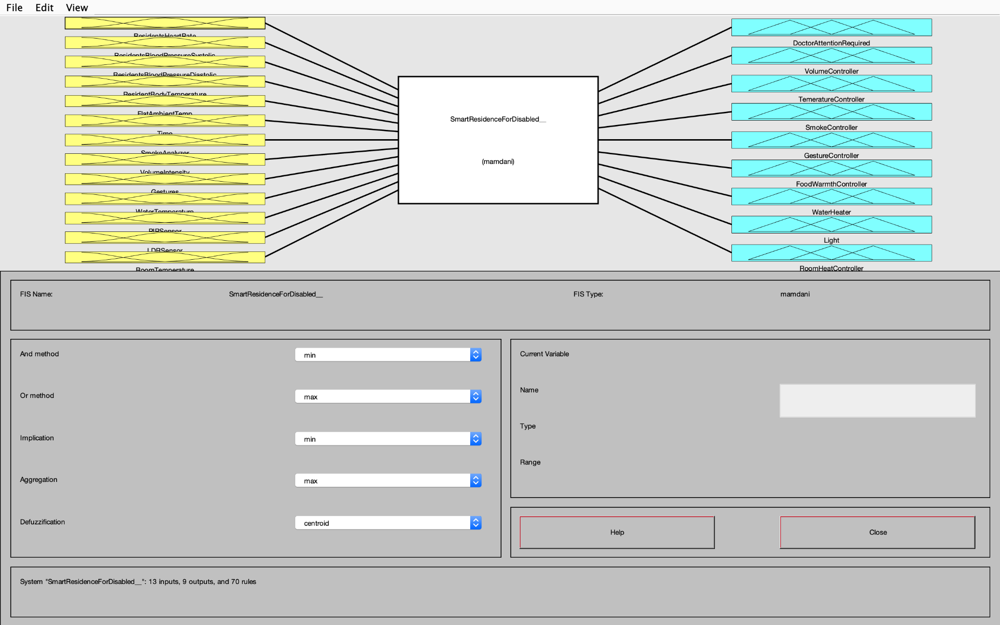 File Edit View
ResidentsHeartRate
ResidentsBloodPressureSystolic
ResidentsBloodPressureDiastolic
ResidentBodyTemperature
FlatAmbientTemp
Time
SmokeAnalyzer
VolumeIntensity
Gestures
WaterTemperature
PIRSensor
LDRSensor
RoomTemperature
SmartResidenceForDisabled__
(mamdani)
DoctorAttentionRequired
VolumeController
TemeratureController
SmokeController
GestureController
FoodWarmthController
WaterHeater
Light
RoomHeatController
FIS Name: SmartResidenceForDisabled__ FIS Type: mamdani
And method min
Or method max
Implication min
Aggregation max
Defuzzification centroid
Current Variable
Name
Type
Range
Help Close
System "SmartResidenceForDisabled__": 13 inputs, 9 outputs, and 70 rules